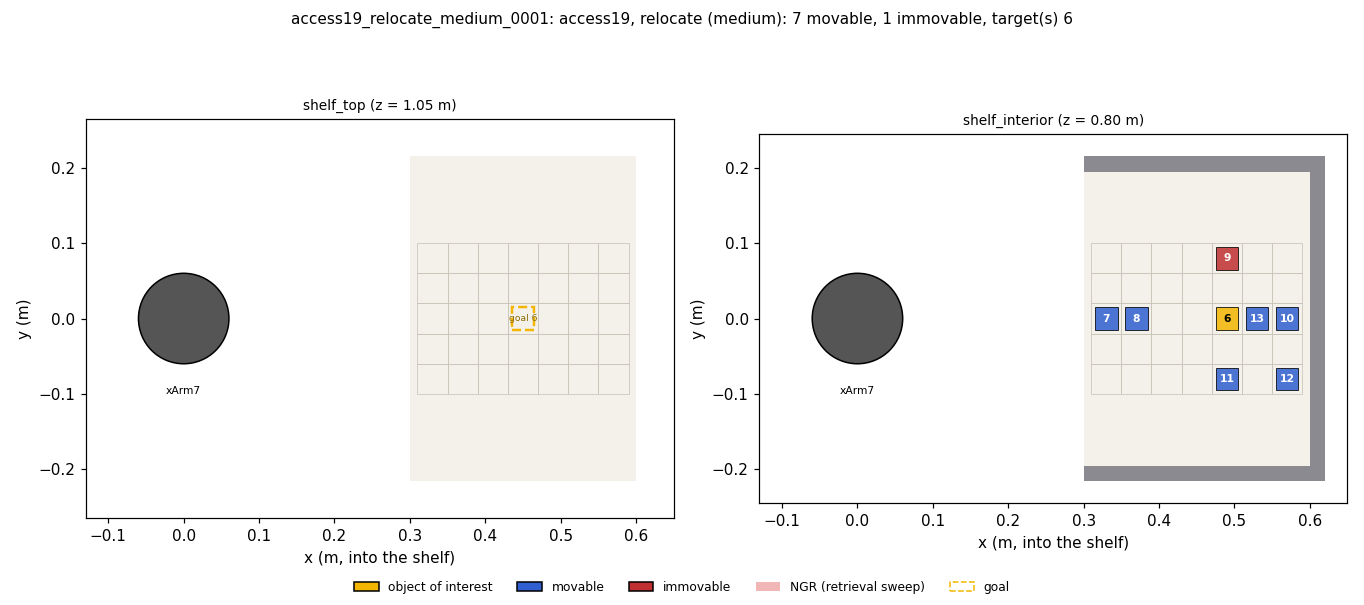 access19_relocate_medium_0001: access19, relocate (medium): 7 movable, 1 immovable, target(s) 6
shelf_top (z = 1.05 m)
0.2
0.1
0.0
−0.1
−0.2
y (m)
goal 6
xArm7
−0.1 0.0 0.1 0.2 0.3 0.4 0.5 0.6
x (m, into the shelf)
shelf_interior (z = 0.80 m)
0.2
0.1
0.0
−0.1
−0.2
y (m)
9
7 8 6 13 10
11 12
xArm7
−0.1 0.0 0.1 0.2 0.3 0.4 0.5 0.6
x (m, into the shelf)
object of interest movable immovable NGR (retrieval sweep) goal